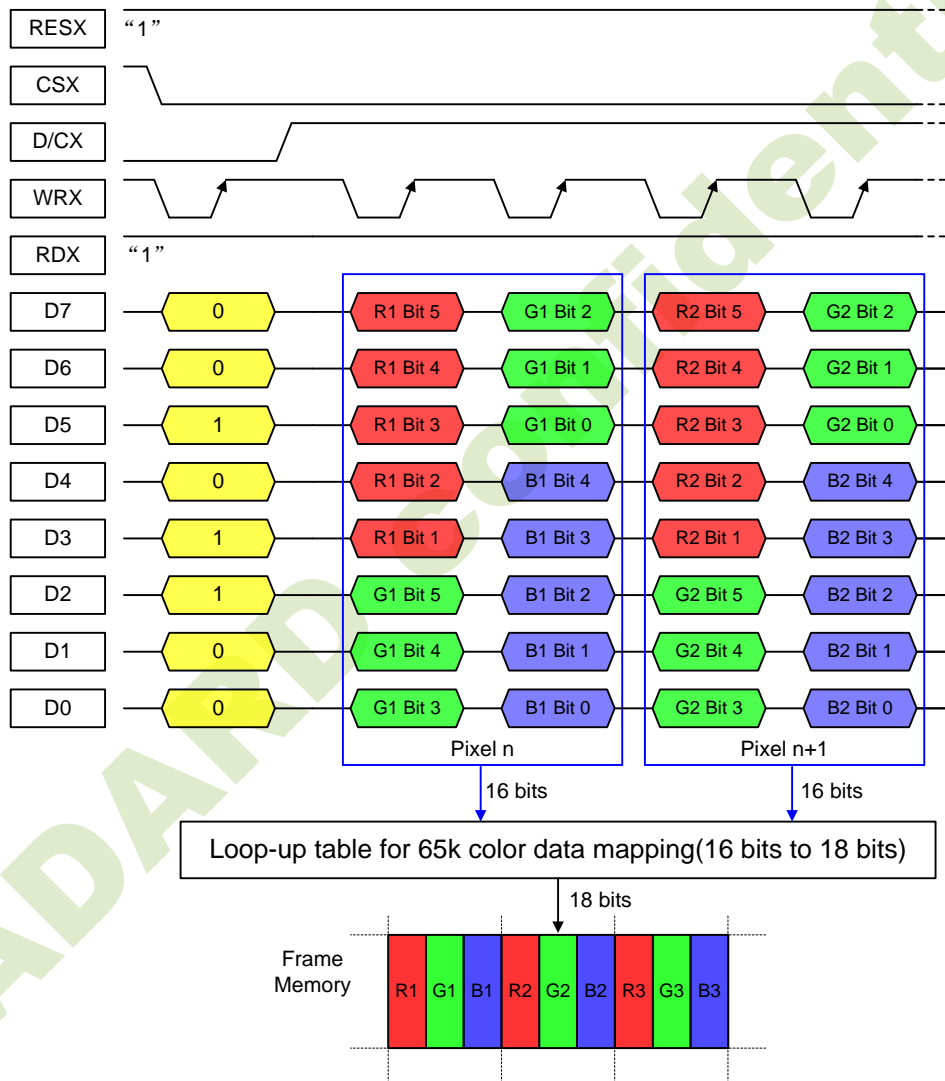 RESX “1”
CSX
D/CX
WRX
RDX “1”
D7 0 R1 Bit 5 G1 Bit 2 R2 Bit 5 G2 Bit 2
D6 0 R1 Bit 4 G1 Bit 1 R2 Bit 4 G2 Bit 1
D5 1 R1 Bit 3 G1 Bit 0 R2 Bit 3 G2 Bit 0
D4 0 R1 Bit 2 B1 Bit 4 R2 Bit 2 B2 Bit 4
D3 1 R1 Bit 1 B1 Bit 3 R2 Bit 1 B2 Bit 3
D2 1 G1 Bit 5 B1 Bit 2 G2 Bit 5 B2 Bit 2
D1 0 G1 Bit 4 B1 Bit 1 G2 Bit 4 B2 Bit 1
D0 0 G1 Bit 3 B1 Bit 0 G2 Bit 3 B2 Bit 0
Pixel n Pixel n+1
16 bits 16 bits
Loop-up table for 65k color data mapping(16 bits to 18 bits)
18 bits
Frame
Memory
R1 G1 B1 R2 G2 B2 R3 G3 B3
ADARD confidenti